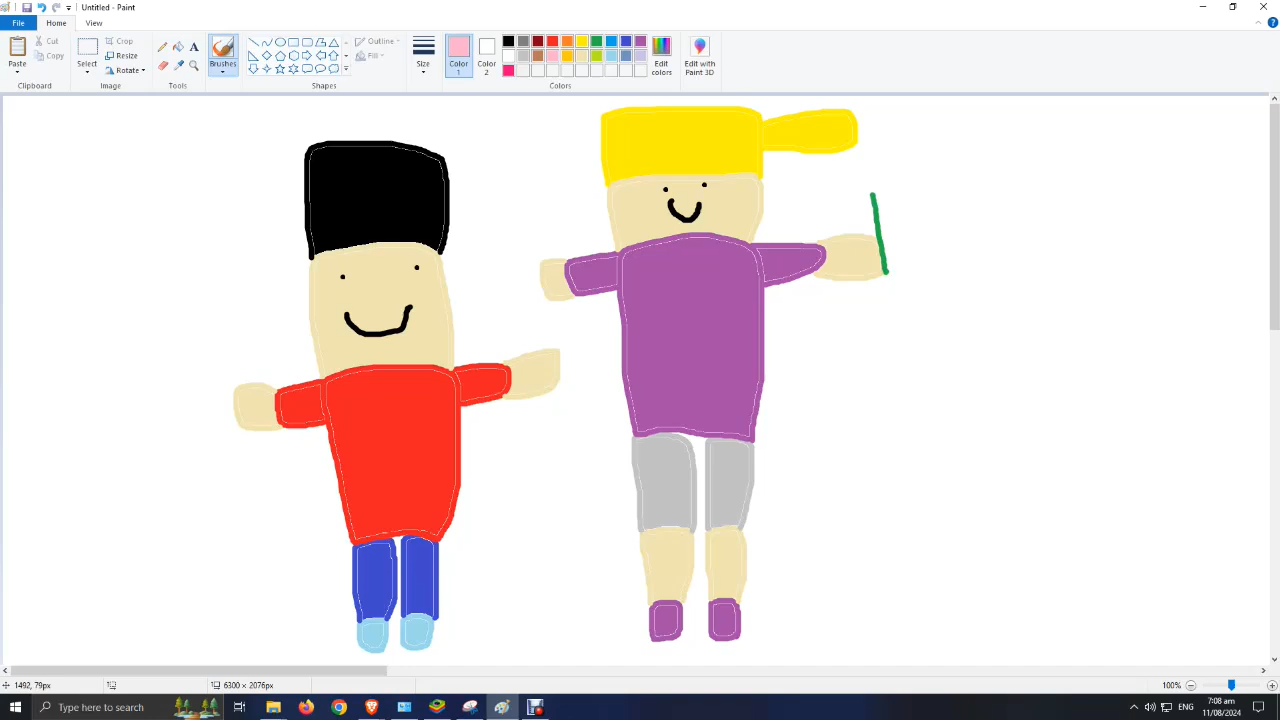 Untitled - Paint
File Home View
Paste
Cut
Copy
Clipboard
Select
Crop
Resize
Rotate
Image
A
Tools
Brushes
Outline
Fill
Shapes
Size
Color 1
Color 2
Edit colors
Colors
Edit with Paint 3D
1492, 79px
6300 × 2076px
100%
Type here to search
ENG
7:08 am
11/08/2024